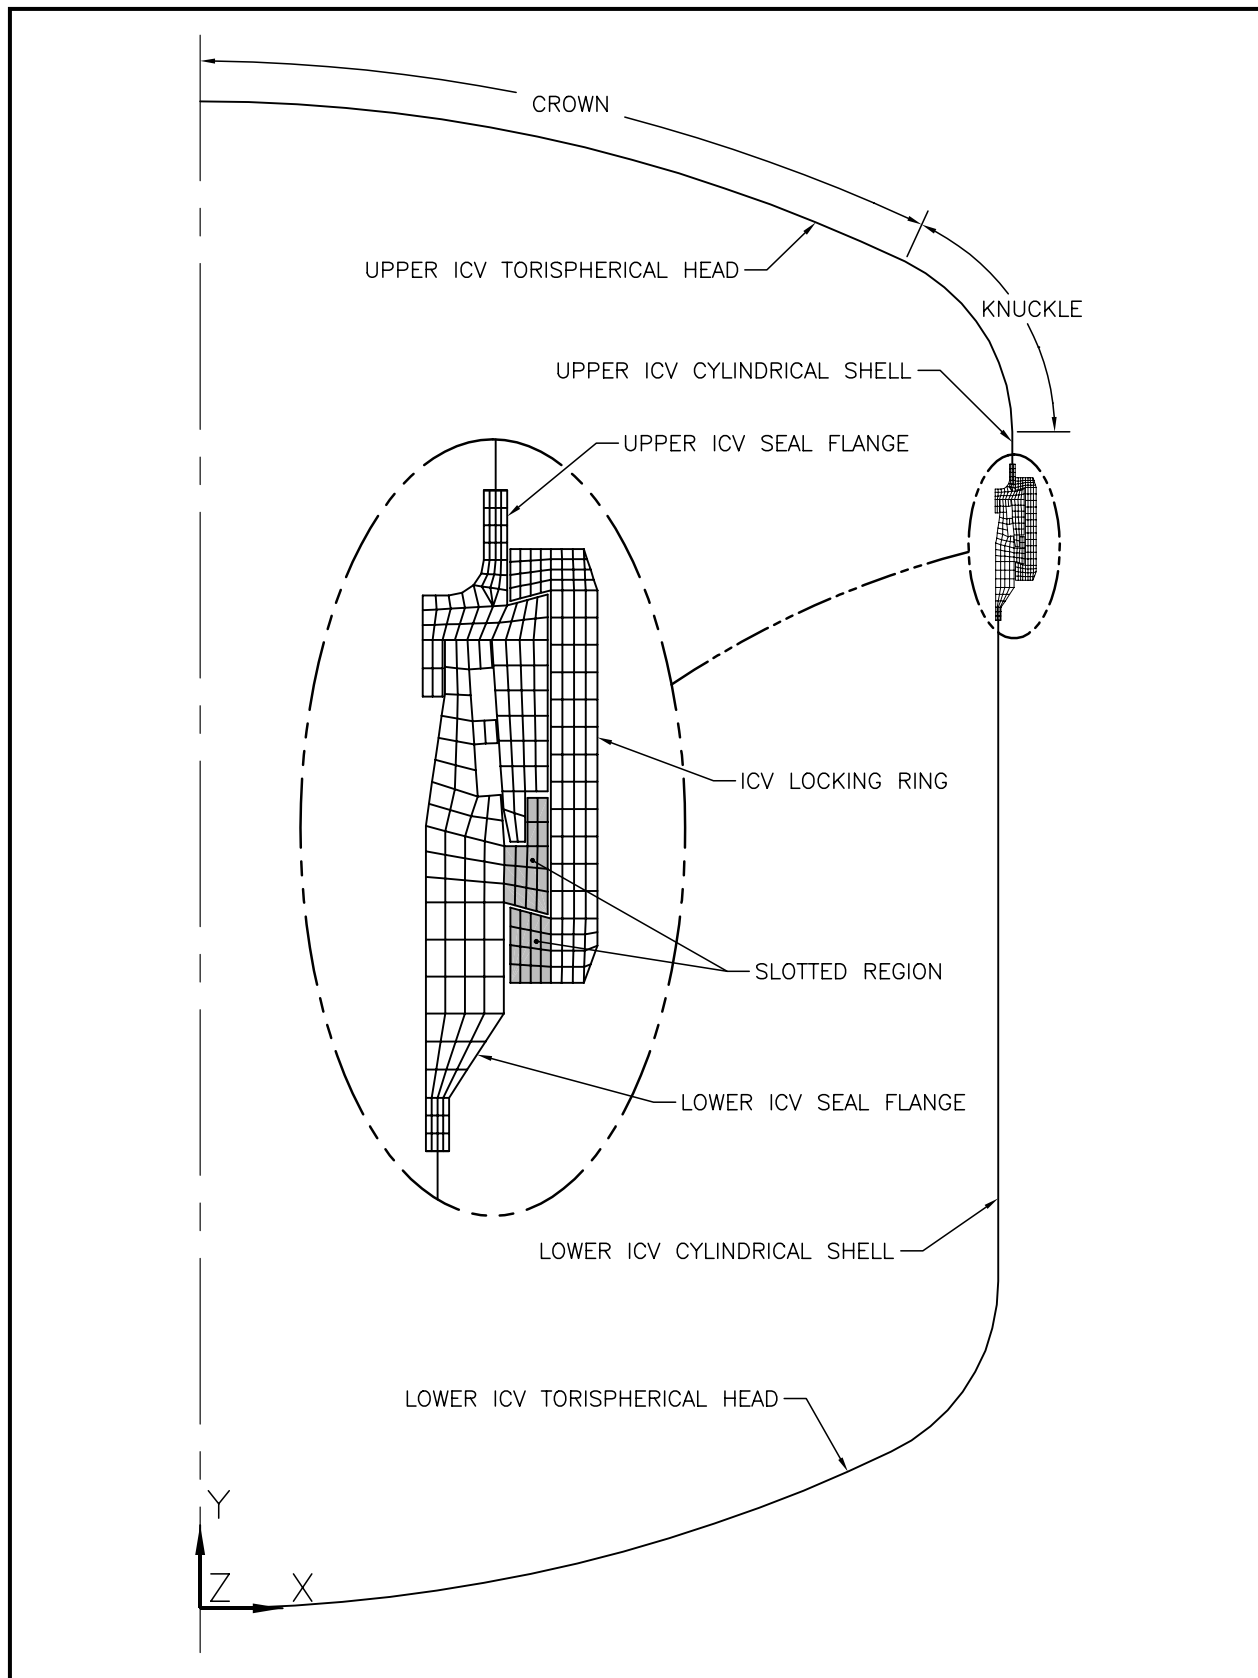 CROWN
UPPER ICV TORISPHERICAL HEAD
KNUCKLE
UPPER ICV CYLINDRICAL SHELL
UPPER ICV SEAL FLANGE
ICV LOCKING RING
SLOTTED REGION
LOWER ICV SEAL FLANGE
LOWER ICV CYLINDRICAL SHELL
LOWER ICV TORISPHERICAL HEAD
Y
Z X